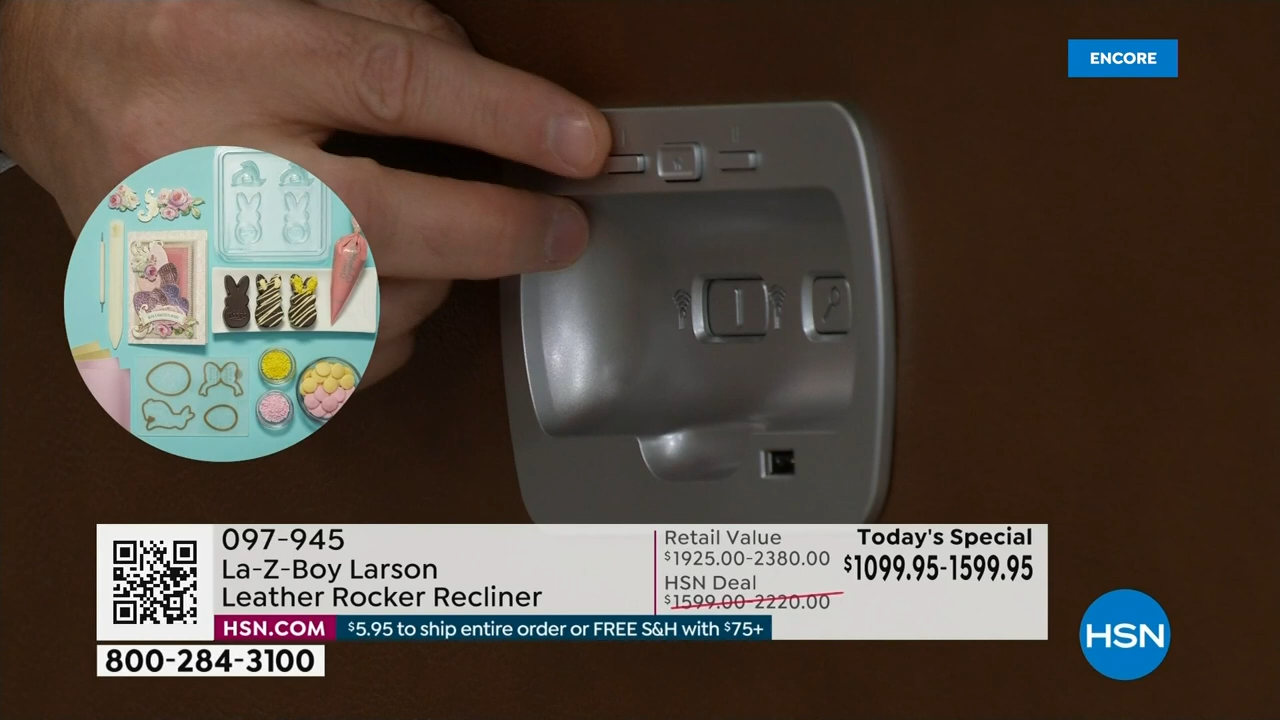 ENCORE
097-945
La-Z-Boy Larson
Leather Rocker Recliner
Retail Value
$1925.00-2380.00
HSN Deal
$1599.00-2220.00
Today's Special
$1099.95-1599.95
HSN.COM
$5.95 to ship entire order or FREE S&H with $75+
800-284-3100
HSN